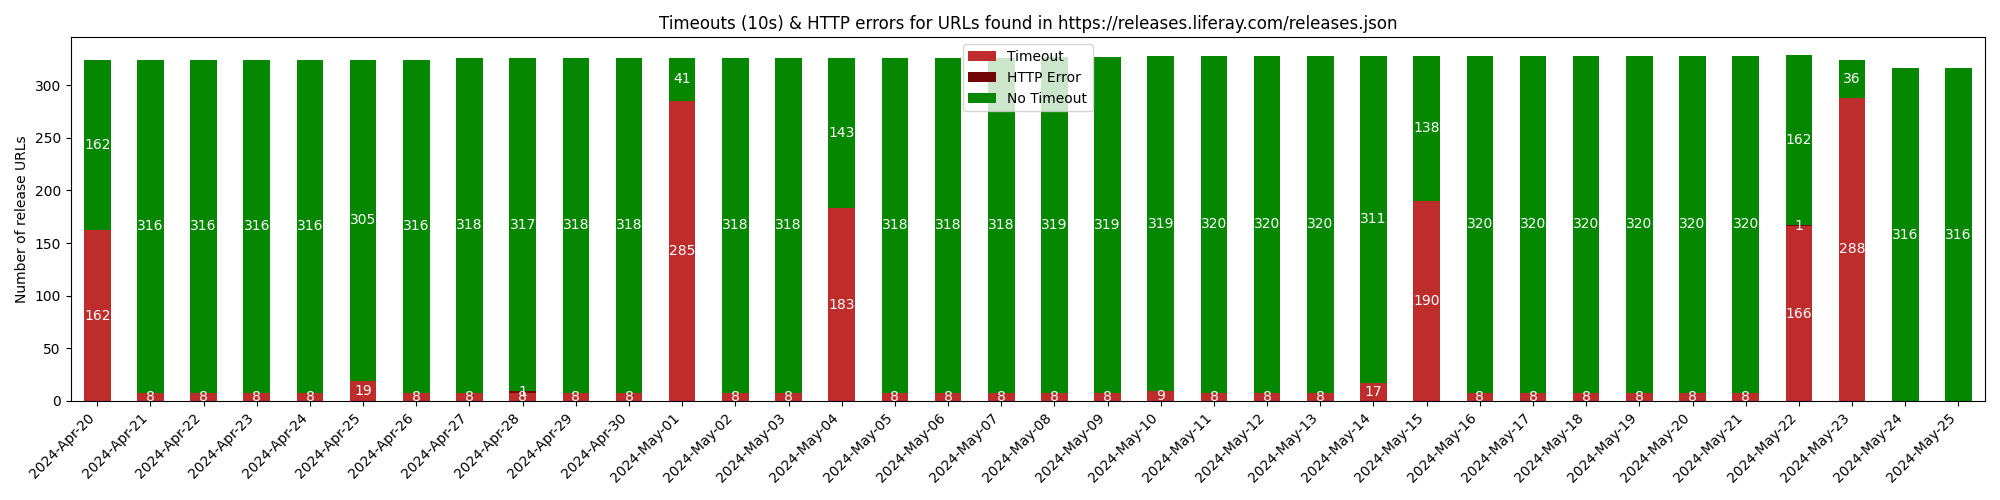 Timeouts (10s) & HTTP errors for URLs found in https://releases.liferay.com/releases.json
Timeout
HTTP Error
No Timeout
Number of release URLs
300
250
200
150
100
50
0
162 316 316 316 316 305 316 318 317 318 318 41 318 318 143 318 318 318 319 319 319 320 320 320 311 138 320 320 320 320 320 320 162 36 316 316
1 1
162 8 8 8 8 19 8 8 8 8 8 285 8 8 183 8 8 8 8 8 9 8 8 8 17 190 8 8 8 8 8 8 166 288
2024-Apr-20
2024-Apr-21
2024-Apr-22
2024-Apr-23
2024-Apr-24
2024-Apr-25
2024-Apr-26
2024-Apr-27
2024-Apr-28
2024-Apr-29
2024-Apr-30
2024-May-01
2024-May-02
2024-May-03
2024-May-04
2024-May-05
2024-May-06
2024-May-07
2024-May-08
2024-May-09
2024-May-10
2024-May-11
2024-May-12
2024-May-13
2024-May-14
2024-May-15
2024-May-16
2024-May-17
2024-May-18
2024-May-19
2024-May-20
2024-May-21
2024-May-22
2024-May-23
2024-May-24
2024-May-25